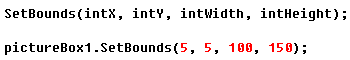 SetBounds(intX, intY, intWidth, intHeight);
pictureBox1.SetBounds(5, 5, 100, 150);